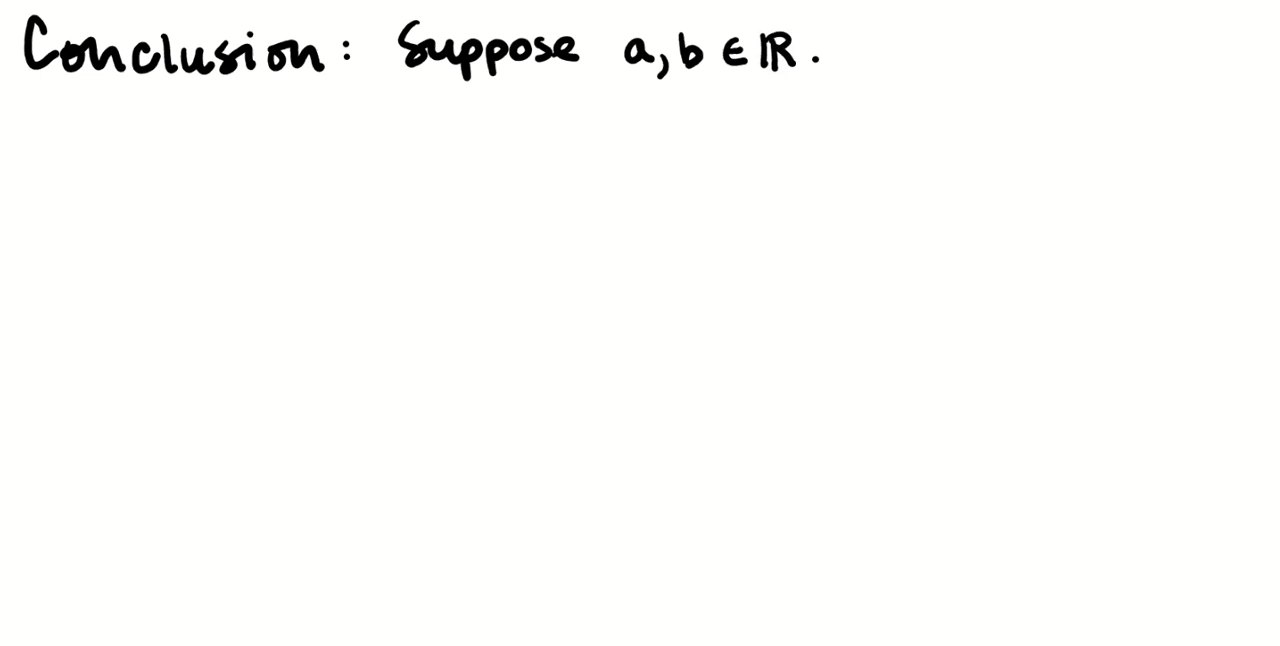 Conclusion: Suppose a, b ∈ ℝ.